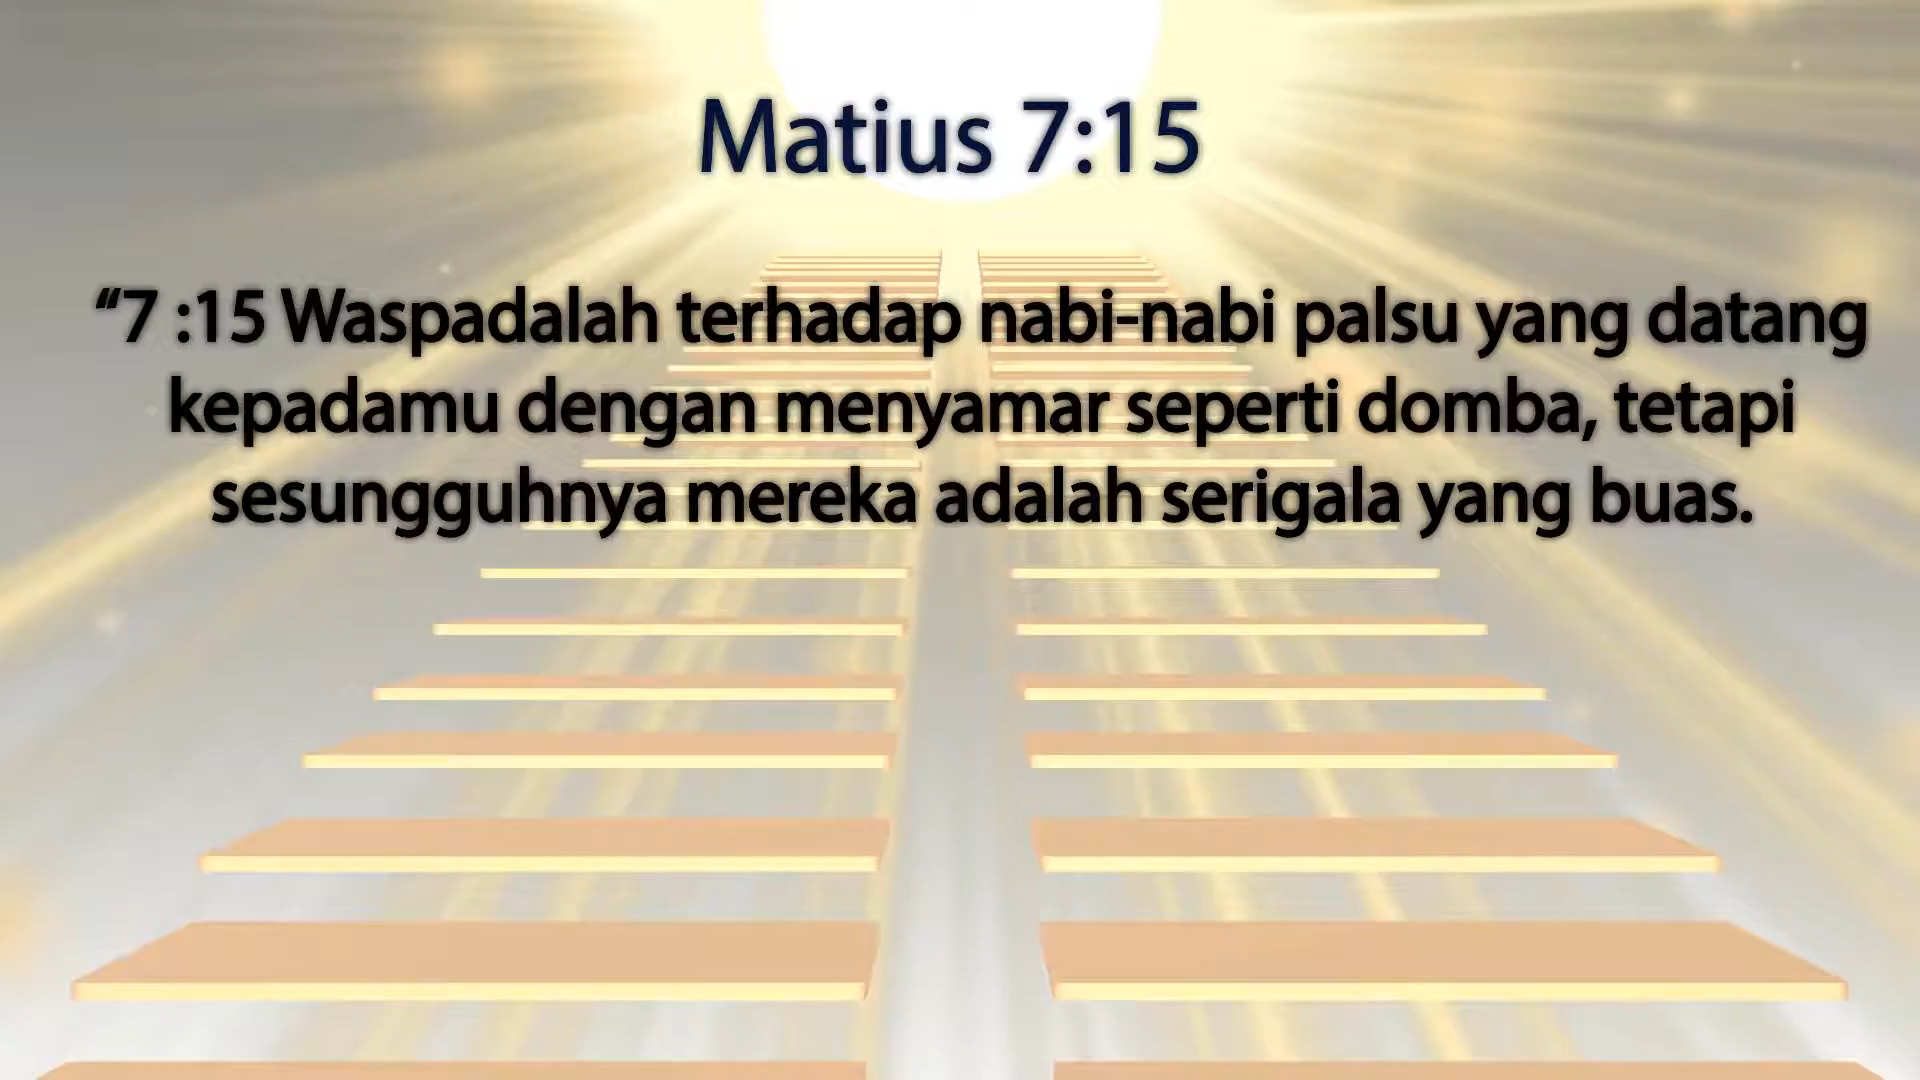 Matius 7:15
“7 :15 Waspadalah terhadap nabi-nabi palsu yang datang
kepadamu dengan menyamar seperti domba, tetapi
sesungguhnya mereka adalah serigala yang buas.